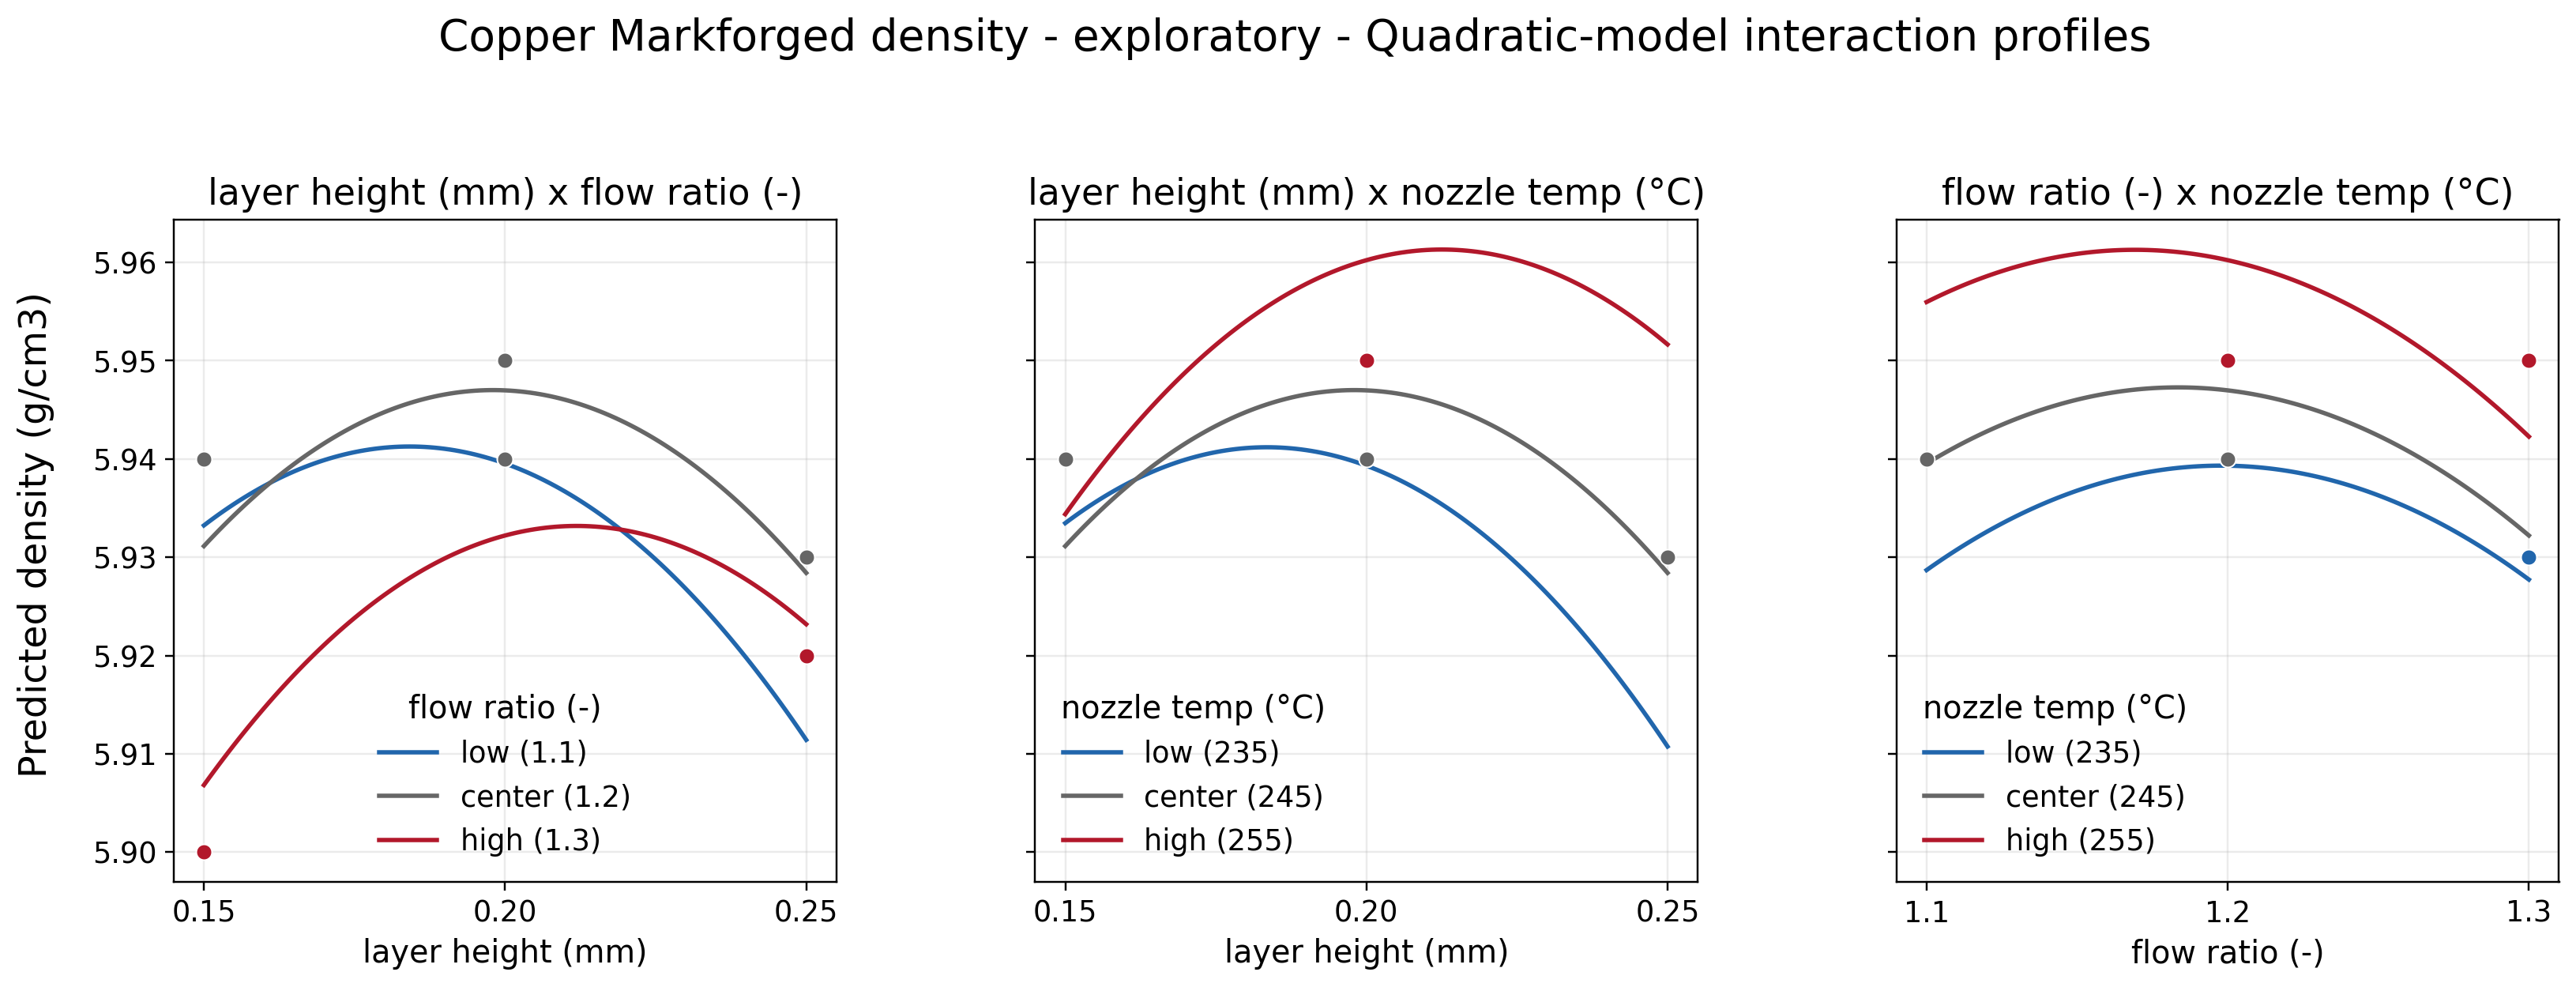 Copper Markforged density - exploratory - Quadratic-model interaction profiles
layer height (mm) x flow ratio (-)
Predicted density (g/cm3)
5.96
5.95
5.94
5.93
5.92
5.91
5.90
flow ratio (-)
low (1.1)
center (1.2)
high (1.3)
0.15 0.20 0.25
layer height (mm)
layer height (mm) x nozzle temp (°C)
nozzle temp (°C)
low (235)
center (245)
high (255)
0.15 0.20 0.25
layer height (mm)
flow ratio (-) x nozzle temp (°C)
nozzle temp (°C)
low (235)
center (245)
high (255)
1.1 1.2 1.3
flow ratio (-)